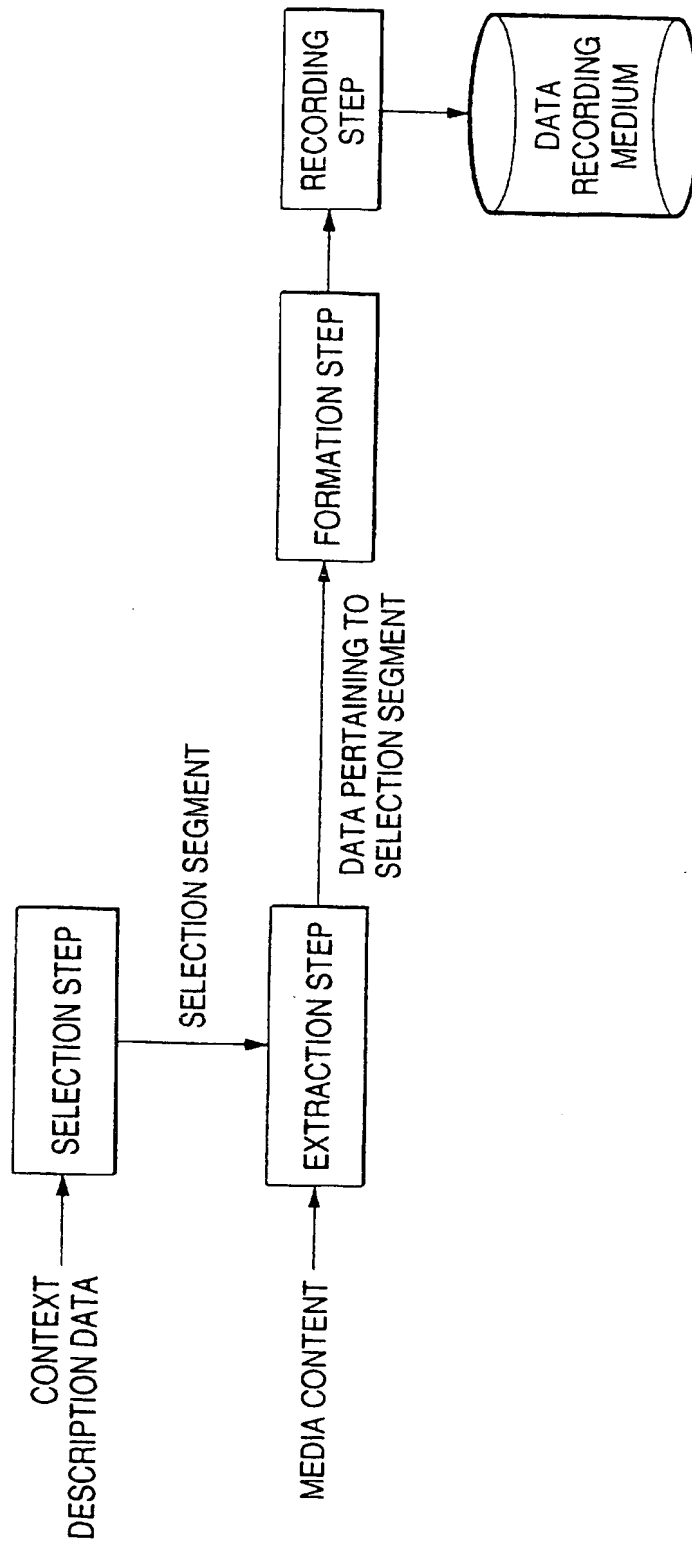 CONTEXT
DESCRIPTION DATA
SELECTION STEP
SELECTION SEGMENT
MEDIA CONTENT
EXTRACTION STEP
DATA PERTAINING TO
SELECTION SEGMENT
FORMATION STEP
RECORDING
STEP
DATA
RECORDING
MEDIUM